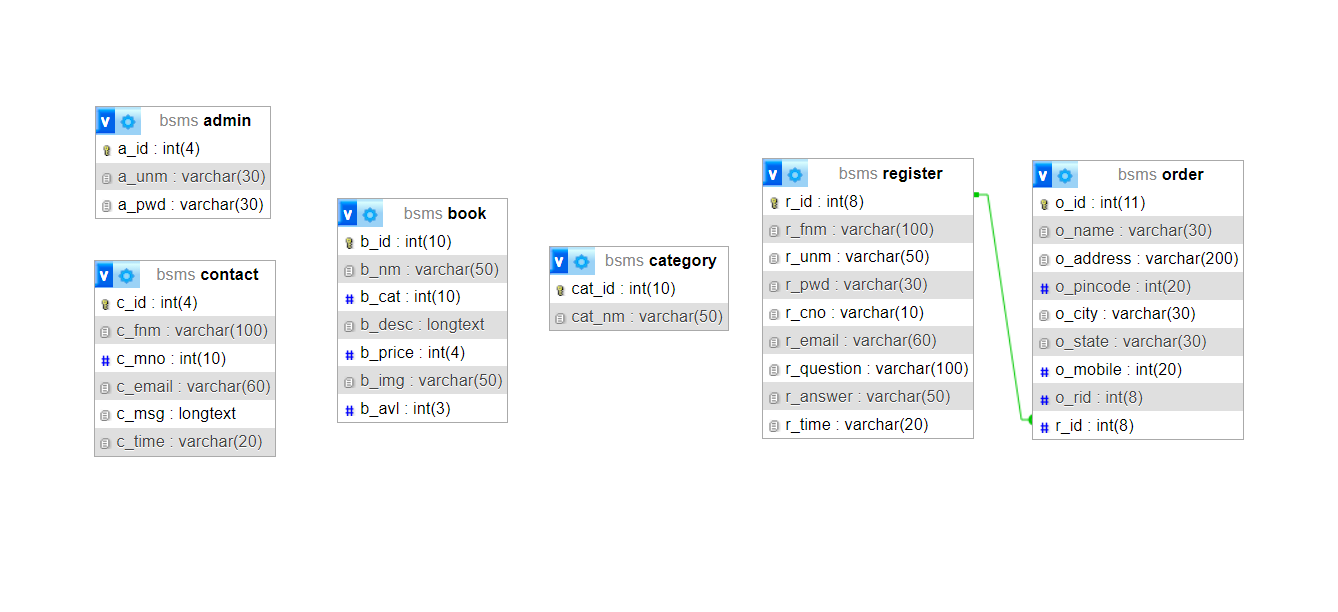 v bsms admin
a_id : int(4)
a_unm : varchar(30)
a_pwd : varchar(30)
v bsms contact
c_id : int(4)
c_fnm : varchar(100)
# c_mno : int(10)
c_email : varchar(60)
c_msg : longtext
c_time : varchar(20)
v bsms book
b_id : int(10)
b_nm : varchar(50)
# b_cat : int(10)
b_desc : longtext
# b_price : int(4)
b_img : varchar(50)
# b_avl : int(3)
v bsms category
cat_id : int(10)
cat_nm : varchar(50)
v bsms register
r_id : int(8)
r_fnm : varchar(100)
r_unm : varchar(50)
r_pwd : varchar(30)
r_cno : varchar(10)
r_email : varchar(60)
r_question : varchar(100)
r_answer : varchar(50)
r_time : varchar(20)
v bsms order
o_id : int(11)
o_name : varchar(30)
o_address : varchar(200)
# o_pincode : int(20)
o_city : varchar(30)
o_state : varchar(30)
# o_mobile : int(20)
# o_rid : int(8)
# r_id : int(8)